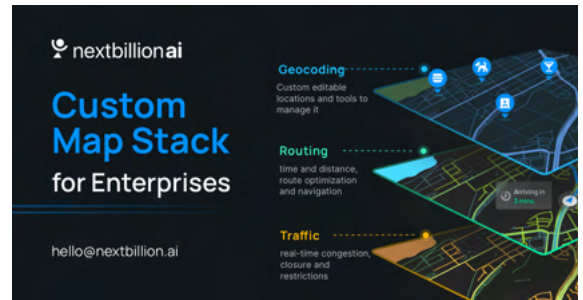 nextbillion ai
Custom
Map Stack
for Enterprises
hello@nextbillion.ai
Geocoding
Custom editable
locations and tools to
manage it
Routing
time and distance,
route optimization
and navigation
Arriving in
3 mins.
Traffic
real-time congestion,
closure and
restrictions